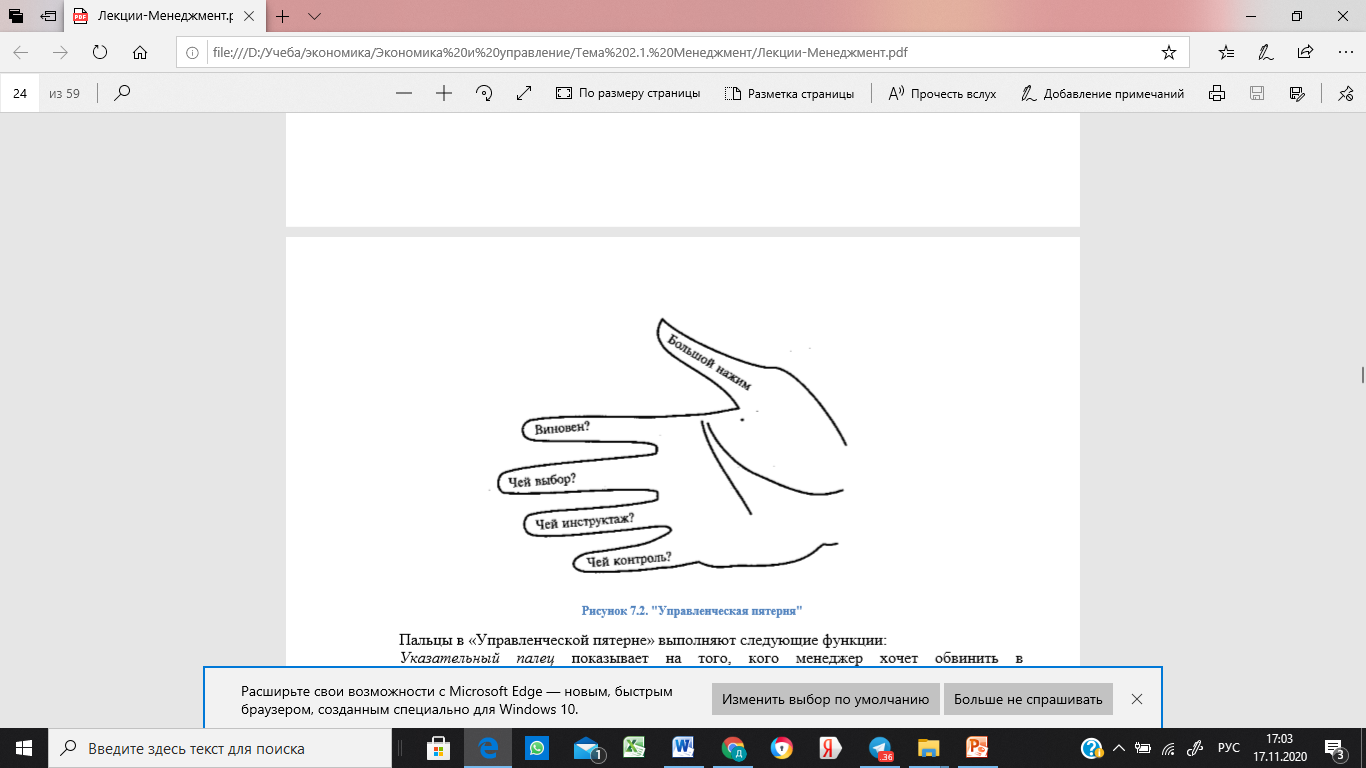 Лекции-Менеджмент.р
file:///D:/Учеба/экономика/Экономика%20и%20управление/Тема%202.1.%20Менеджмент/Лекции-Менеджмент.pdf
24 из 59
По размеру страницы
Разметка страницы
Прочесть вслух
Добавление примечаний
Большой нажим
Виновен?
Чей выбор?
Чей инструктаж?
Чей контроль?
Рисунок 7.2. "Управленческая пятерня"
Пальцы в «Управленческой пятерне» выполняют следующие функции:
Указательный палец показывает на того, кого менеджер хочет обвинить в
Расширьте свои возможности с Microsoft Edge — новым, быстрым
браузером, созданным специально для Windows 10.
Изменить выбор по умолчанию
Больше не спрашивать
Введите здесь текст для поиска
1
Д
Я
.36
РУС
17:03
17.11.2020
3